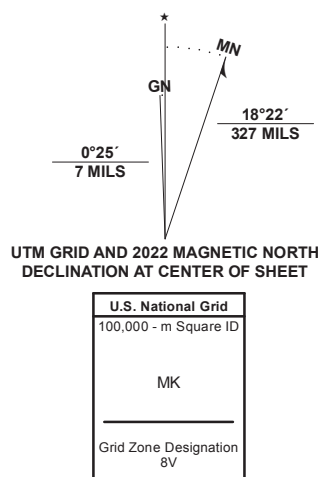 ★
MN
GN
18°22´
327 MILS
0°25´
7 MILS
UTM GRID AND 2022 MAGNETIC NORTH
DECLINATION AT CENTER OF SHEET
U.S. National Grid
100,000 - m Square ID
MK
Grid Zone Designation
8V